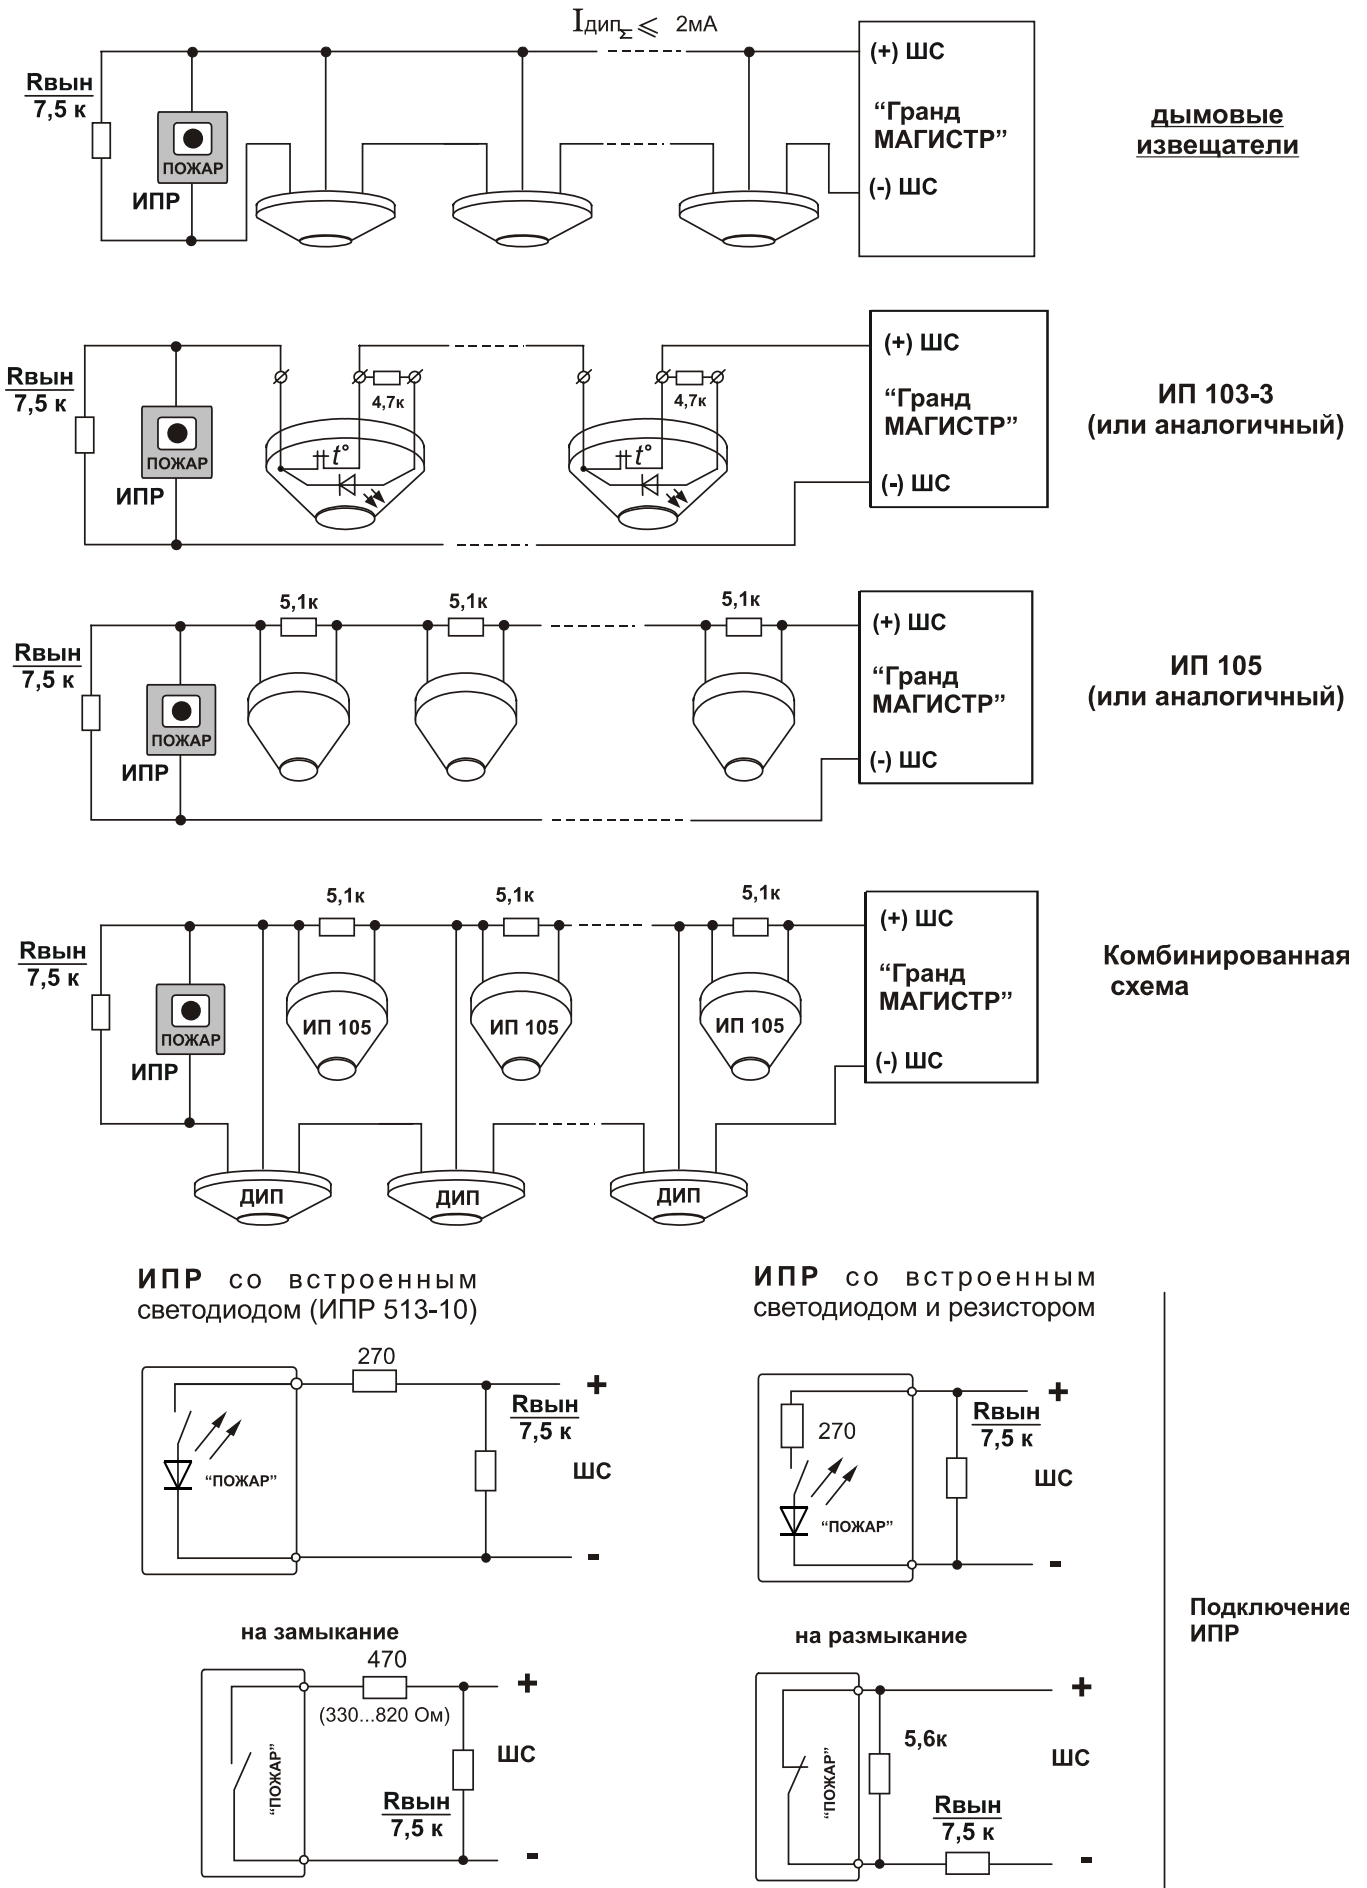 Iдип Σ ⩽ 2мА
Rвын
7,5 к
ПОЖАР
ИПР
(+) ШС
“Гранд
МАГИСТР”
(-) ШС
дымовые
извещатели
Rвын
7,5 к
ПОЖАР
ИПР
4,7к
t°
4,7к
t°
(+) ШС
“Гранд
МАГИСТР”
(-) ШС
ИП 103-3
(или аналогичный)
Rвын
7,5 к
ПОЖАР
ИПР
5,1к
5,1к
5,1к
(+) ШС
“Гранд
МАГИСТР”
(-) ШС
ИП 105
(или аналогичный)
Rвын
7,5 к
ПОЖАР
ИПР
5,1к
5,1к
5,1к
ИП 105
ИП 105
ИП 105
ДИП
ДИП
ДИП
(+) ШС
“Гранд
МАГИСТР”
(-) ШС
Комбинированная
схема
ИПР со встроенным
светодиодом (ИПР 513-10)
270
+
Rвын
7,5 к
ШС
“ПОЖАР”
-
ИПР со встроенным
светодиодом и резистором
270
+
Rвын
7,5 к
ШС
“ПОЖАР”
-
на замыкание
470
(330...820 Ом)
+
ШС
“ПОЖАР”
Rвын
7,5 к
-
на размыкание
+
5,6к
ШС
“ПОЖАР”
Rвын
7,5 к
-
Подключение
ИПР